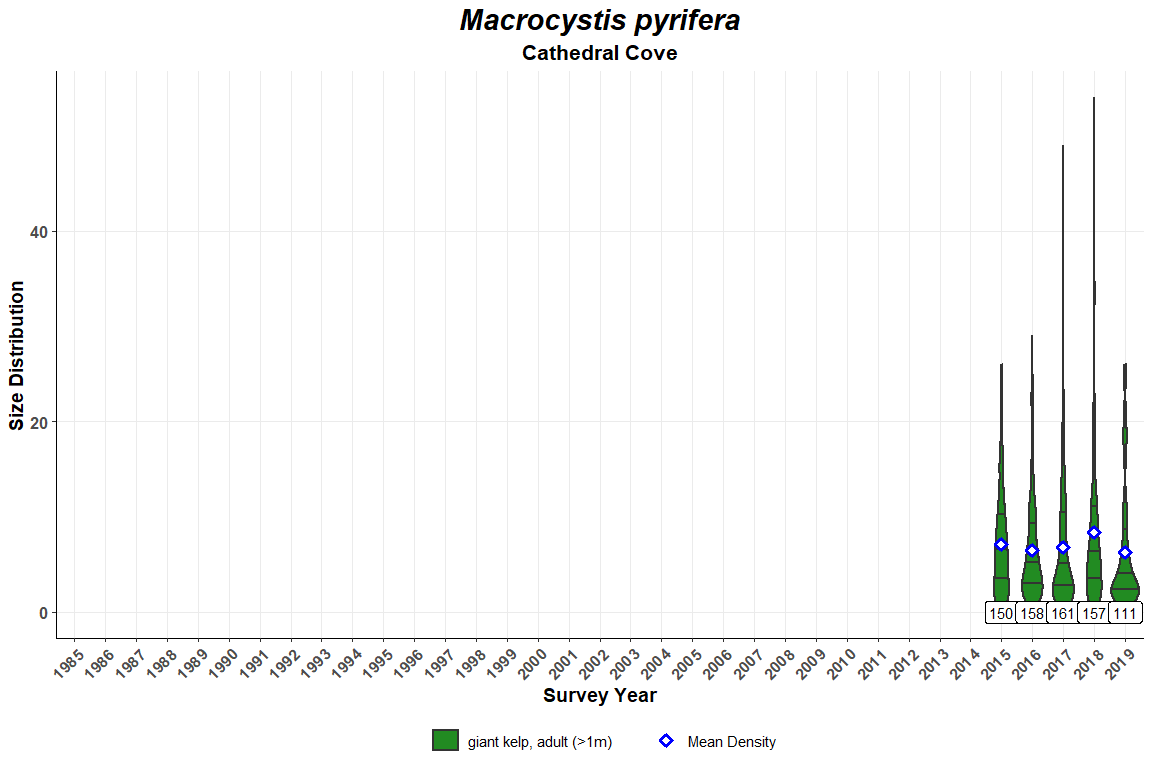 Macrocystis pyrifera
Cathedral Cove
Size Distribution
40
20
0
150 158 161 157 111
1985 1986 1987 1988 1989 1990 1991 1992 1993 1994 1995 1996 1997 1998 1999 2000 2001 2002 2003 2004 2005 2006 2007 2008 2009 2010 2011 2012 2013 2014 2015 2016 2017 2018 2019
Survey Year
giant kelp, adult (>1m) Mean Density